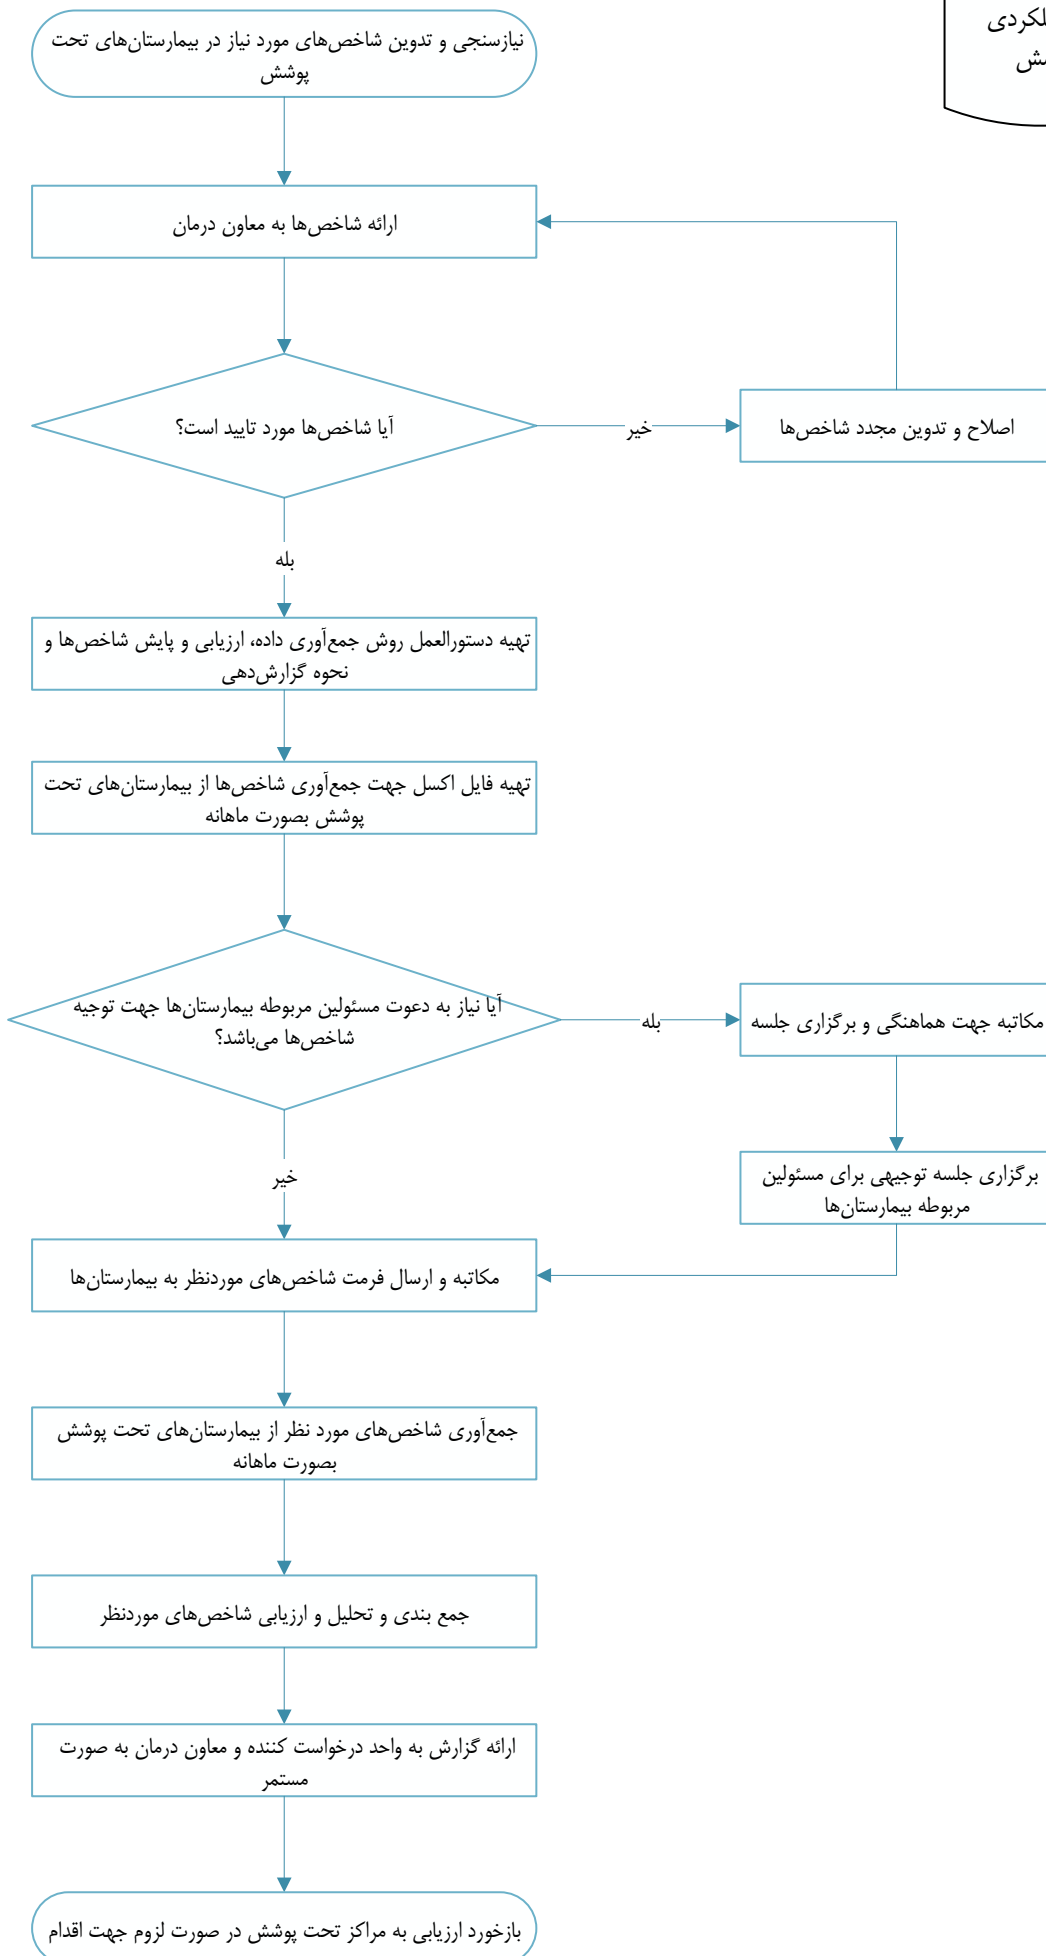 نیازسنجی و تدوین شاخص‌های مورد نیاز در بیمارستان‌های تحت
پوشش
ارائه شاخص‌ها به معاون درمان
آیا شاخص‌ها مورد تایید است؟
خیر
اصلاح و تدوین مجدد شاخص‌ها
بله
تهیه دستورالعمل روش جمع‌آوری داده، ارزیابی و پایش شاخص‌ها و
نحوه گزارش‌دهی
تهیه فایل اکسل جهت جمع‌آوری شاخص‌ها از بیمارستان‌های تحت
پوشش بصورت ماهانه
آیا نیاز به دعوت مسئولین مربوطه بیمارستان‌ها جهت توجیه
شاخص‌ها می‌باشد؟
بله
مکاتبه جهت هماهنگی و برگزاری جلسه
برگزاری جلسه توجیهی برای مسئولین
مربوطه بیمارستان‌ها
خیر
مکاتبه و ارسال فرمت شاخص‌های موردنظر به بیمارستان‌ها
جمع‌آوری شاخص‌های مورد نظر از بیمارستان‌های تحت پوشش
بصورت ماهانه
جمع بندی و تحلیل و ارزیابی شاخص‌های موردنظر
ارائه گزارش به واحد درخواست کننده و معاون درمان به صورت
مستمر
بازخورد ارزیابی به مراکز تحت پوشش در صورت لزوم جهت اقدام